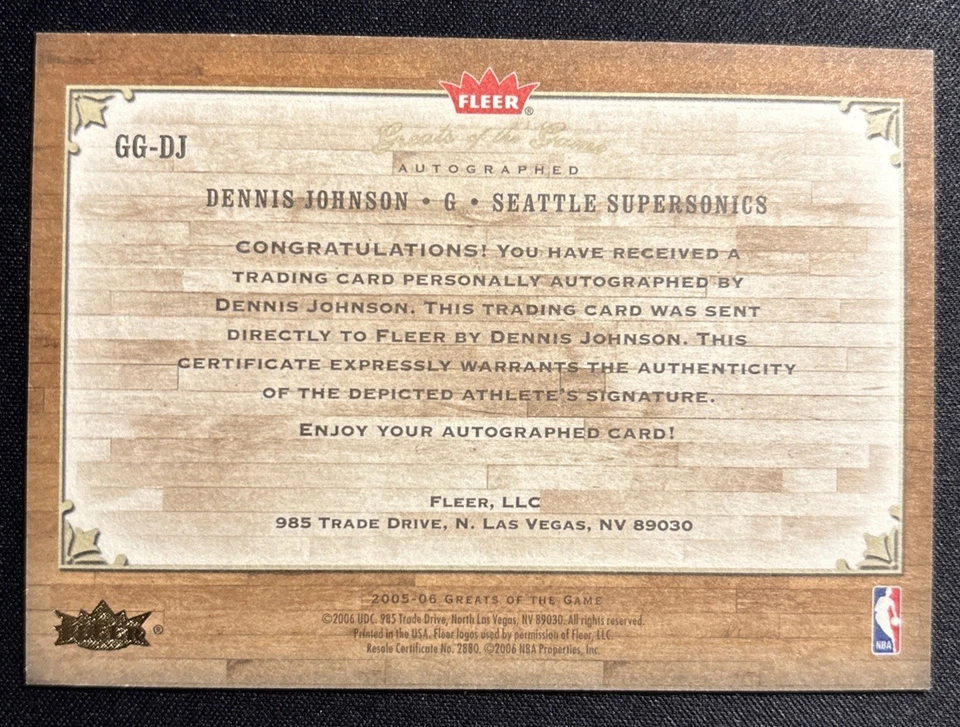 FLEER®
Greats of the Game
GG-DJ
AUTOGRAPHED
DENNIS JOHNSON • G • SEATTLE SUPERSONICS
CONGRATULATIONS! YOU HAVE RECEIVED A
TRADING CARD PERSONALLY AUTOGRAPHED BY
DENNIS JOHNSON. THIS TRADING CARD WAS SENT
DIRECTLY TO FLEER BY DENNIS JOHNSON. THIS
CERTIFICATE EXPRESSLY WARRANTS THE AUTHENTICITY
OF THE DEPICTED ATHLETE'S SIGNATURE.
ENJOY YOUR AUTOGRAPHED CARD!
FLEER, LLC
985 TRADE DRIVE, N. LAS VEGAS, NV 89030
2005-06 GREATS OF THE GAME
©2006 UDC. 985 Trade Drive, North Las Vegas, NV 89030. All rights reserved.
Printed in the USA. Fleer logos used by permission of Fleer, LLC.
Resale Certificate No. 2880. ©2006 NBA Properties, Inc.
FLEER®
NBA